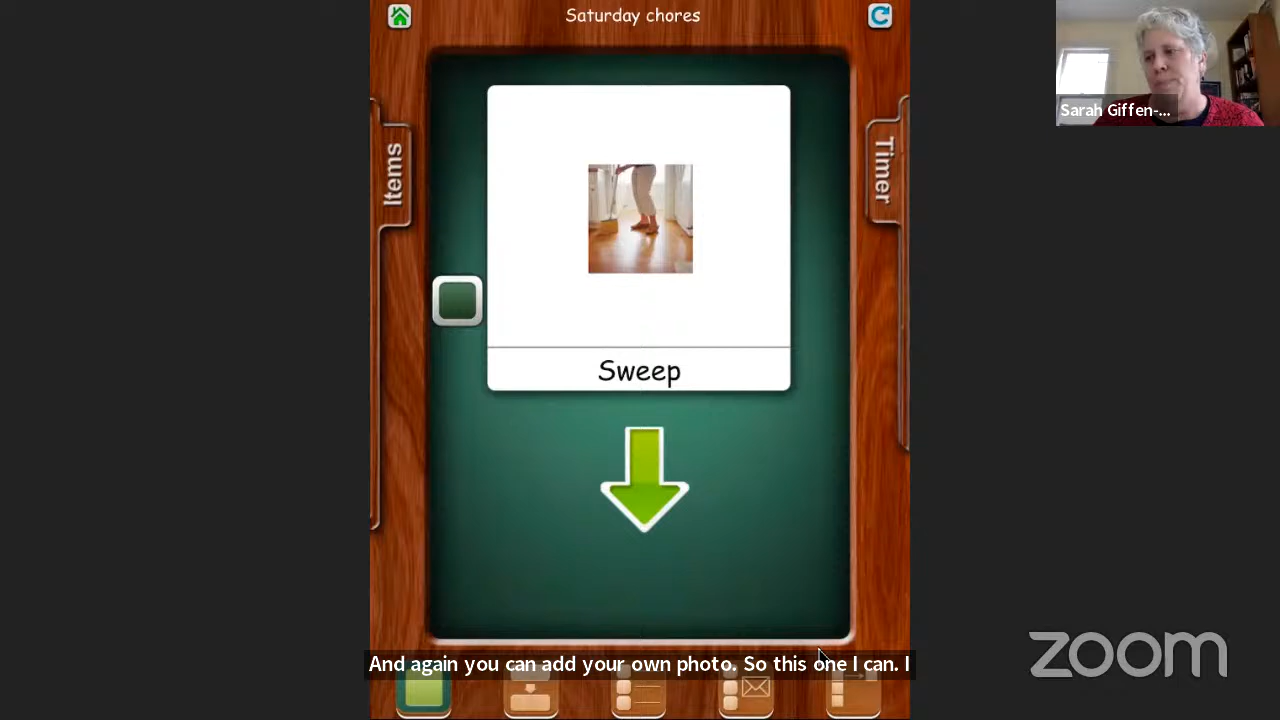 Saturday chores
Sarah Giffen-...
Items
Timer
Sweep
And again you can add your own photo. So this one I can. I
zoom